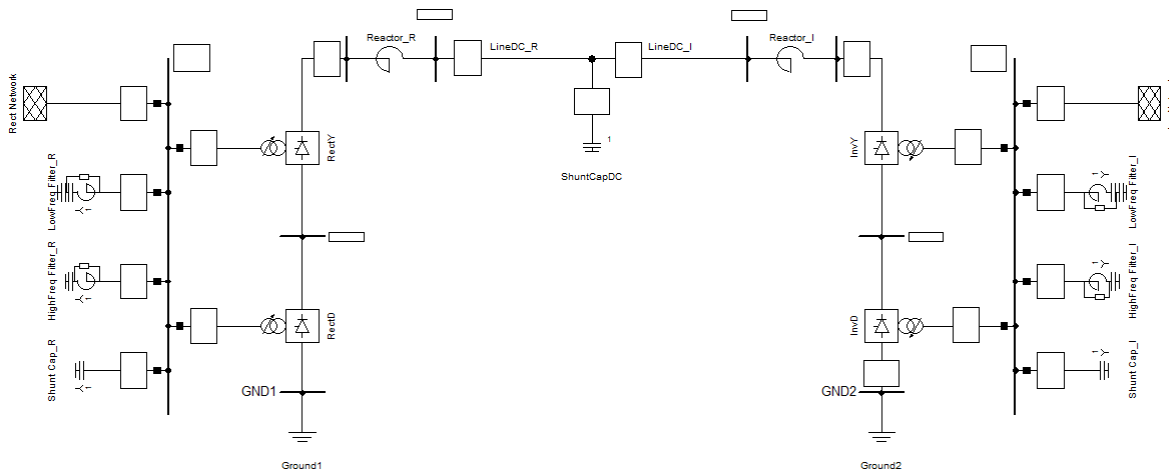 Reactor_R
LineDC_R
LineDC_I
Reactor_I
Rect Network
RectY
1
InvY
ShuntCapDC
LowFreq Filter_R
LowFreq Filter_I
HighFreq Filter_R
RectD
InvD
HighFreq Filter_I
Shunt Cap_R
Shunt Cap_I
GND1
GND2
Ground1
Ground2